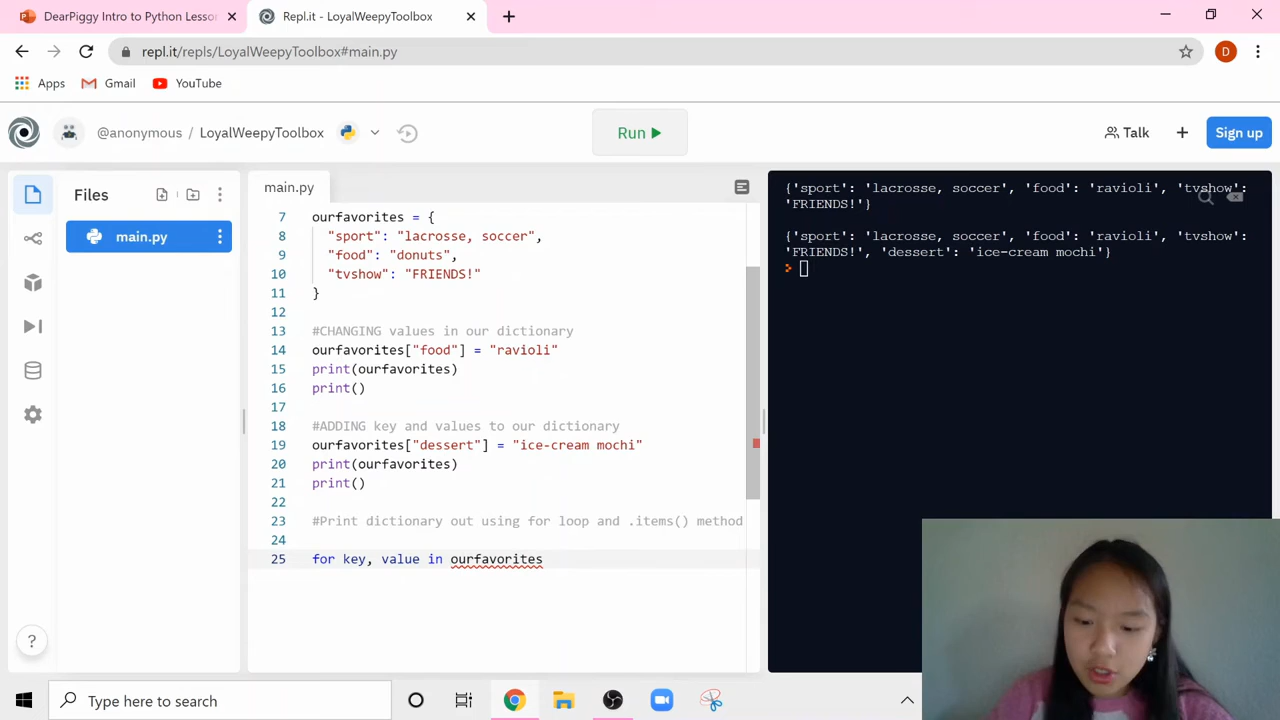 DearPiggy Intro to Python Lesson
Repl.it - LoyalWeepyToolbox
repl.it/repls/LoyalWeepyToolbox#main.py
D
Apps
Gmail
YouTube
@anonymous / LoyalWeepyToolbox
Run
Talk
Sign up
Files
main.py
main.py
7 ourfavorites = {
8 "sport": "lacrosse, soccer",
9 "food": "donuts",
10 "tvshow": "FRIENDS!"
11 }
12
13 #CHANGING values in our dictionary
14 ourfavorites["food"] = "ravioli"
15 print(ourfavorites)
16 print()
17
18 #ADDING key and values to our dictionary
19 ourfavorites["dessert"] = "ice-cream mochi"
20 print(ourfavorites)
21 print()
22
23 #Print dictionary out using for loop and .items() method
24
25 for key, value in ourfavorites
{'sport': 'lacrosse, soccer', 'food': 'ravioli', 'tvshow':
'FRIENDS!'}
{'sport': 'lacrosse, soccer', 'food': 'ravioli', 'tvshow':
'FRIENDS!', 'dessert': 'ice-cream mochi'}
>
?
Type here to search